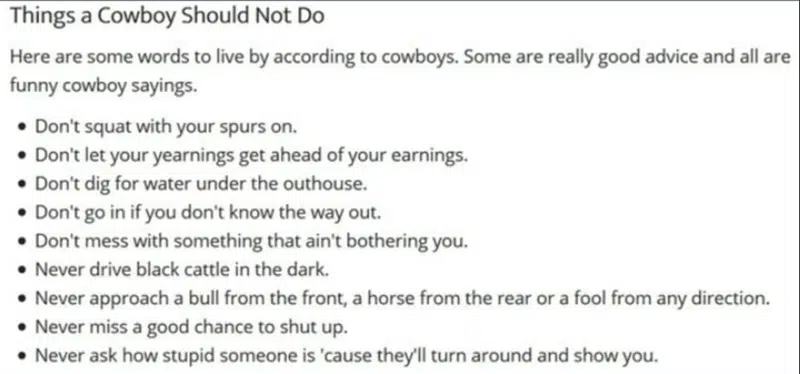 Things a Cowboy Should Not Do
Here are some words to live by according to cowboys. Some are really good advice and all are
funny cowboy sayings.
• Don't squat with your spurs on.
• Don't let your yearnings get ahead of your earnings.
• Don't dig for water under the outhouse.
• Don't go in if you don't know the way out.
• Don't mess with something that ain't bothering you.
• Never drive black cattle in the dark.
• Never approach a bull from the front, a horse from the rear or a fool from any direction.
• Never miss a good chance to shut up.
• Never ask how stupid someone is 'cause they'll turn around and show you.